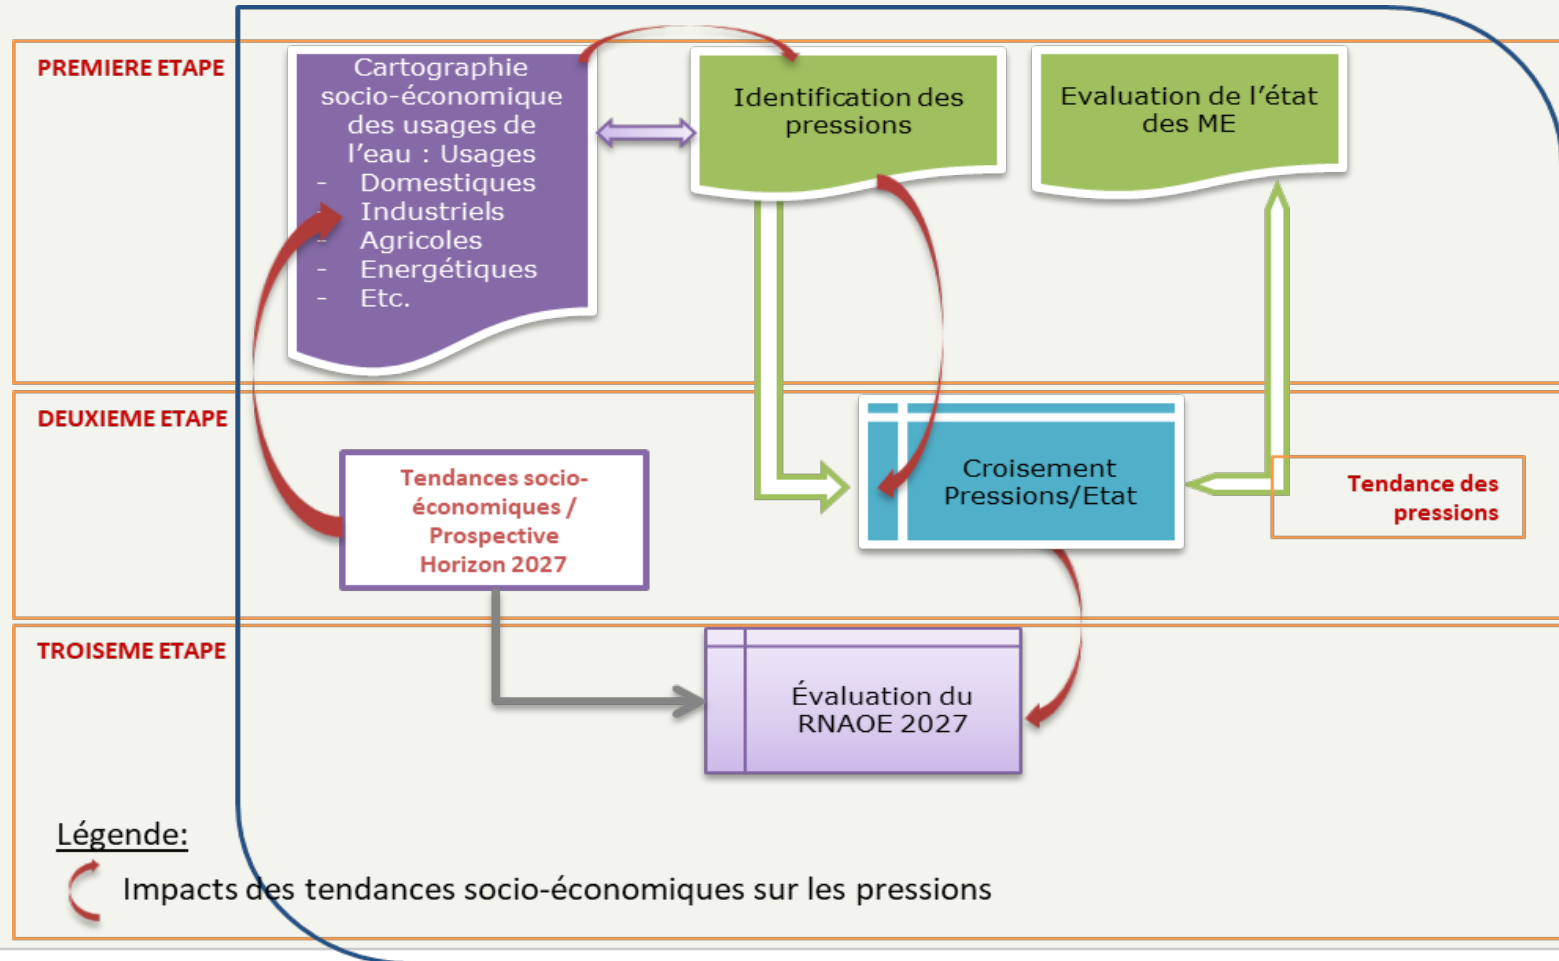 PREMIERE ETAPE
Cartographie
socio-économique
des usages de
l'eau : Usages
- Domestiques
- Industriels
- Agricoles
- Energétiques
- Etc.
Identification des
pressions
Evaluation de l'état
des ME
DEUXIEME ETAPE
Tendances socio-
économiques /
Prospective
Horizon 2027
Croisement
Pressions/Etat
Tendance des
pressions
TROISEME ETAPE
Évaluation du
RNAOE 2027
Légende:
Impacts des tendances socio-économiques sur les pressions